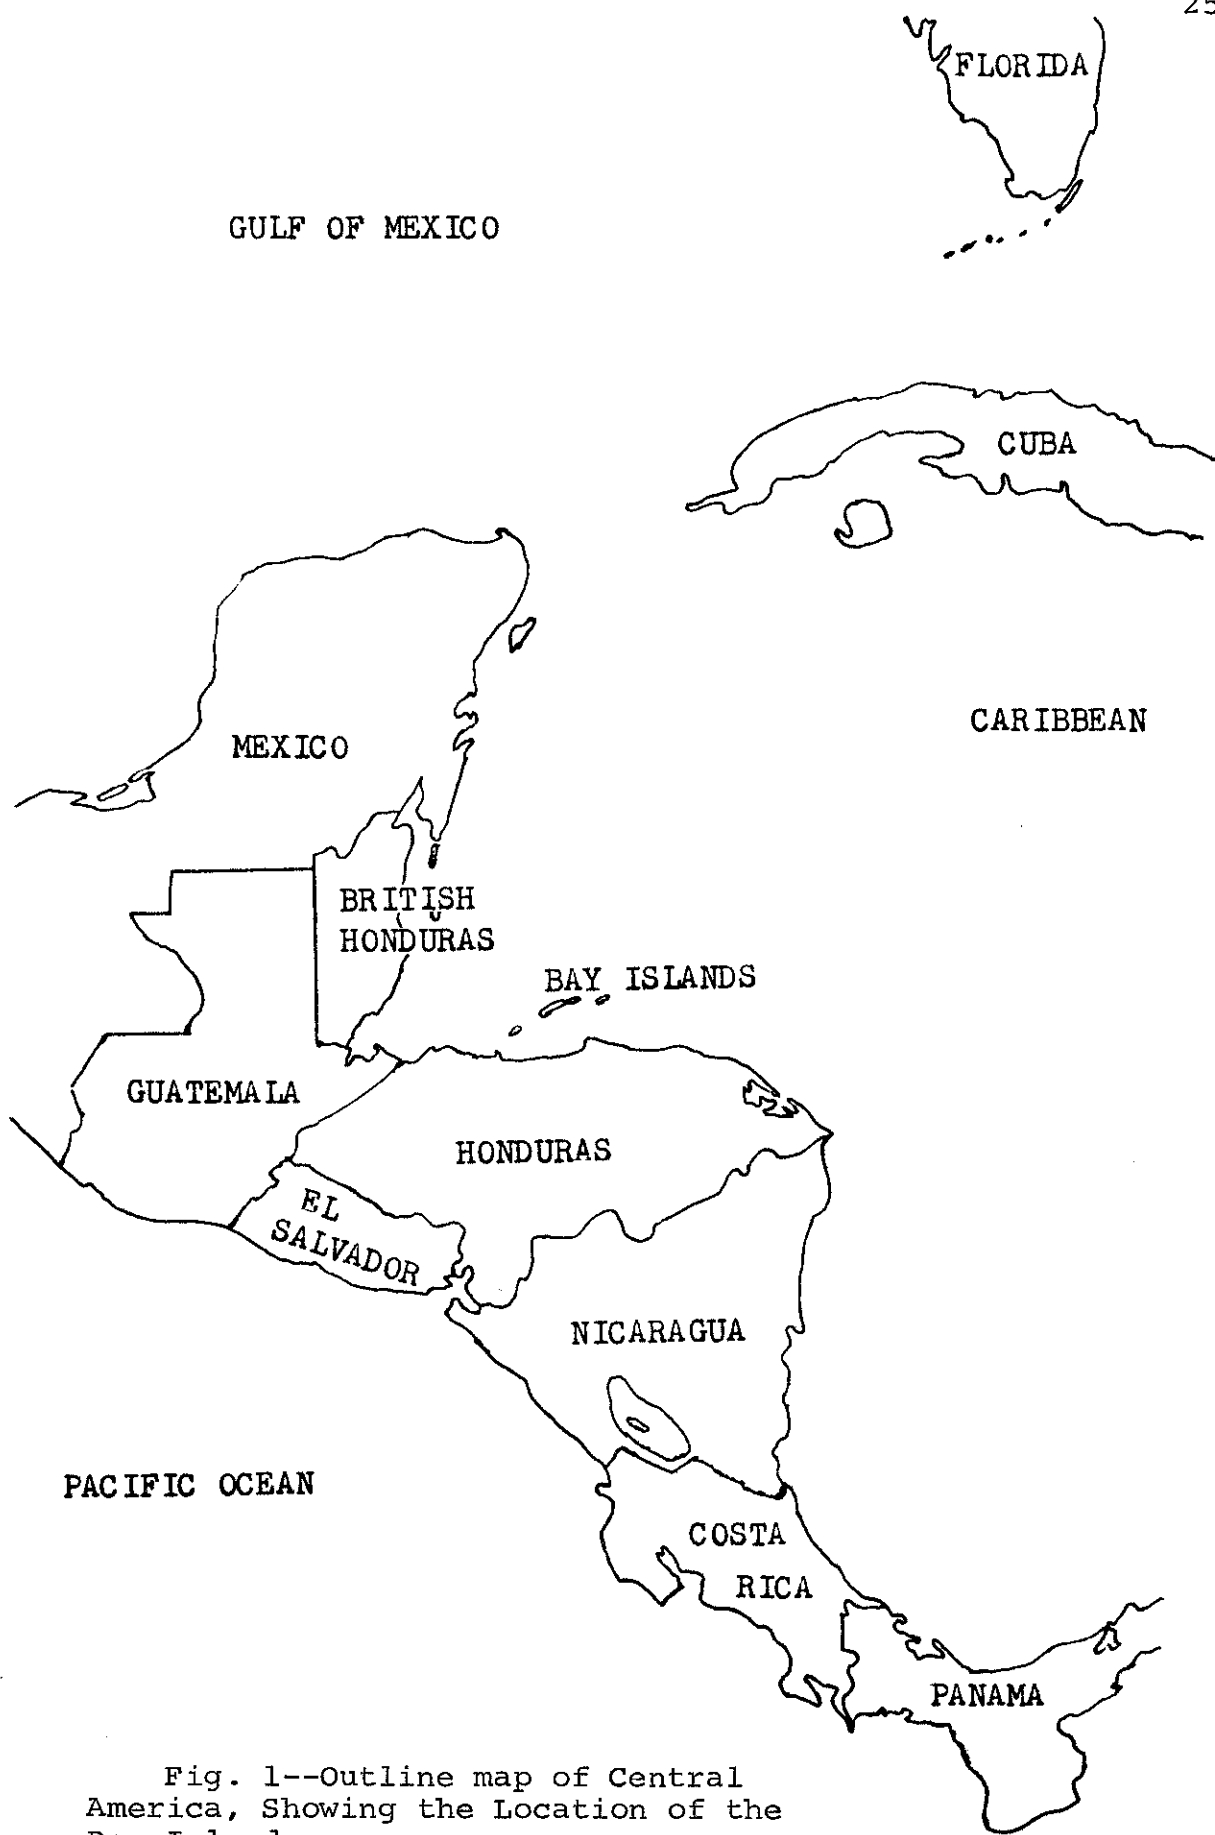 25
FLORIDA
GULF OF MEXICO
CUBA
CARIBBEAN
MEXICO
BRITISH
HONDURAS
BAY ISLANDS
GUATEMALA
HONDURAS
EL
SALVADOR
NICARAGUA
PACIFIC OCEAN
COSTA
RICA
PANAMA
Fig. 1--Outline map of Central
America, Showing the Location of the